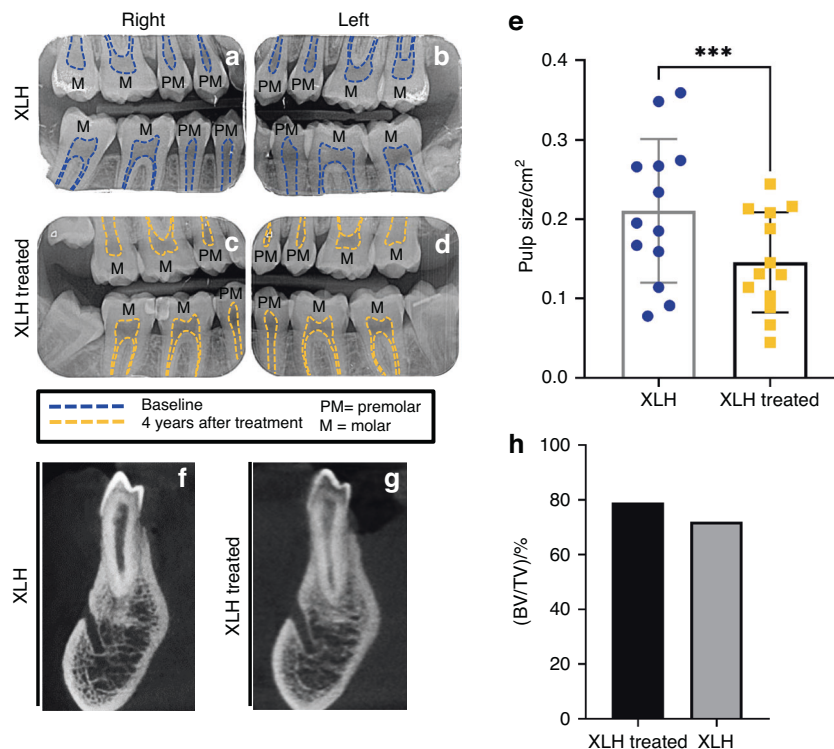 Right
Left
XLH
a
M
M
PM
PM
M
M
PM
PM
b
PM
PM
M
M
PM
M
M
XLH treated
c
M
M
PM
M
M
PM
d
PM
PM
M
M
PM
M
M
Baseline
4 years after treatment
PM= premolar
M = molar
e
Pulp size/cm²
0.4
0.3
0.2
0.1
0.0
***
XLH
XLH treated
XLH
f
XLH treated
g
h
(BV/TV)/%
100
80
60
40
20
0
XLH treated
XLH